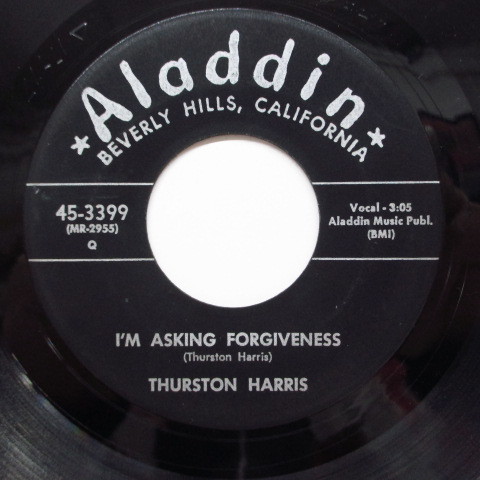 Aladdin
★BEVERLY HILLS, CALIFORNIA★
45-3399
(MR-2955)
Q
Vocal - 3:05
Aladdin Music Publ.
(BMI)
I'M ASKING FORGIVENESS
(Thurston Harris)
THURSTON HARRIS